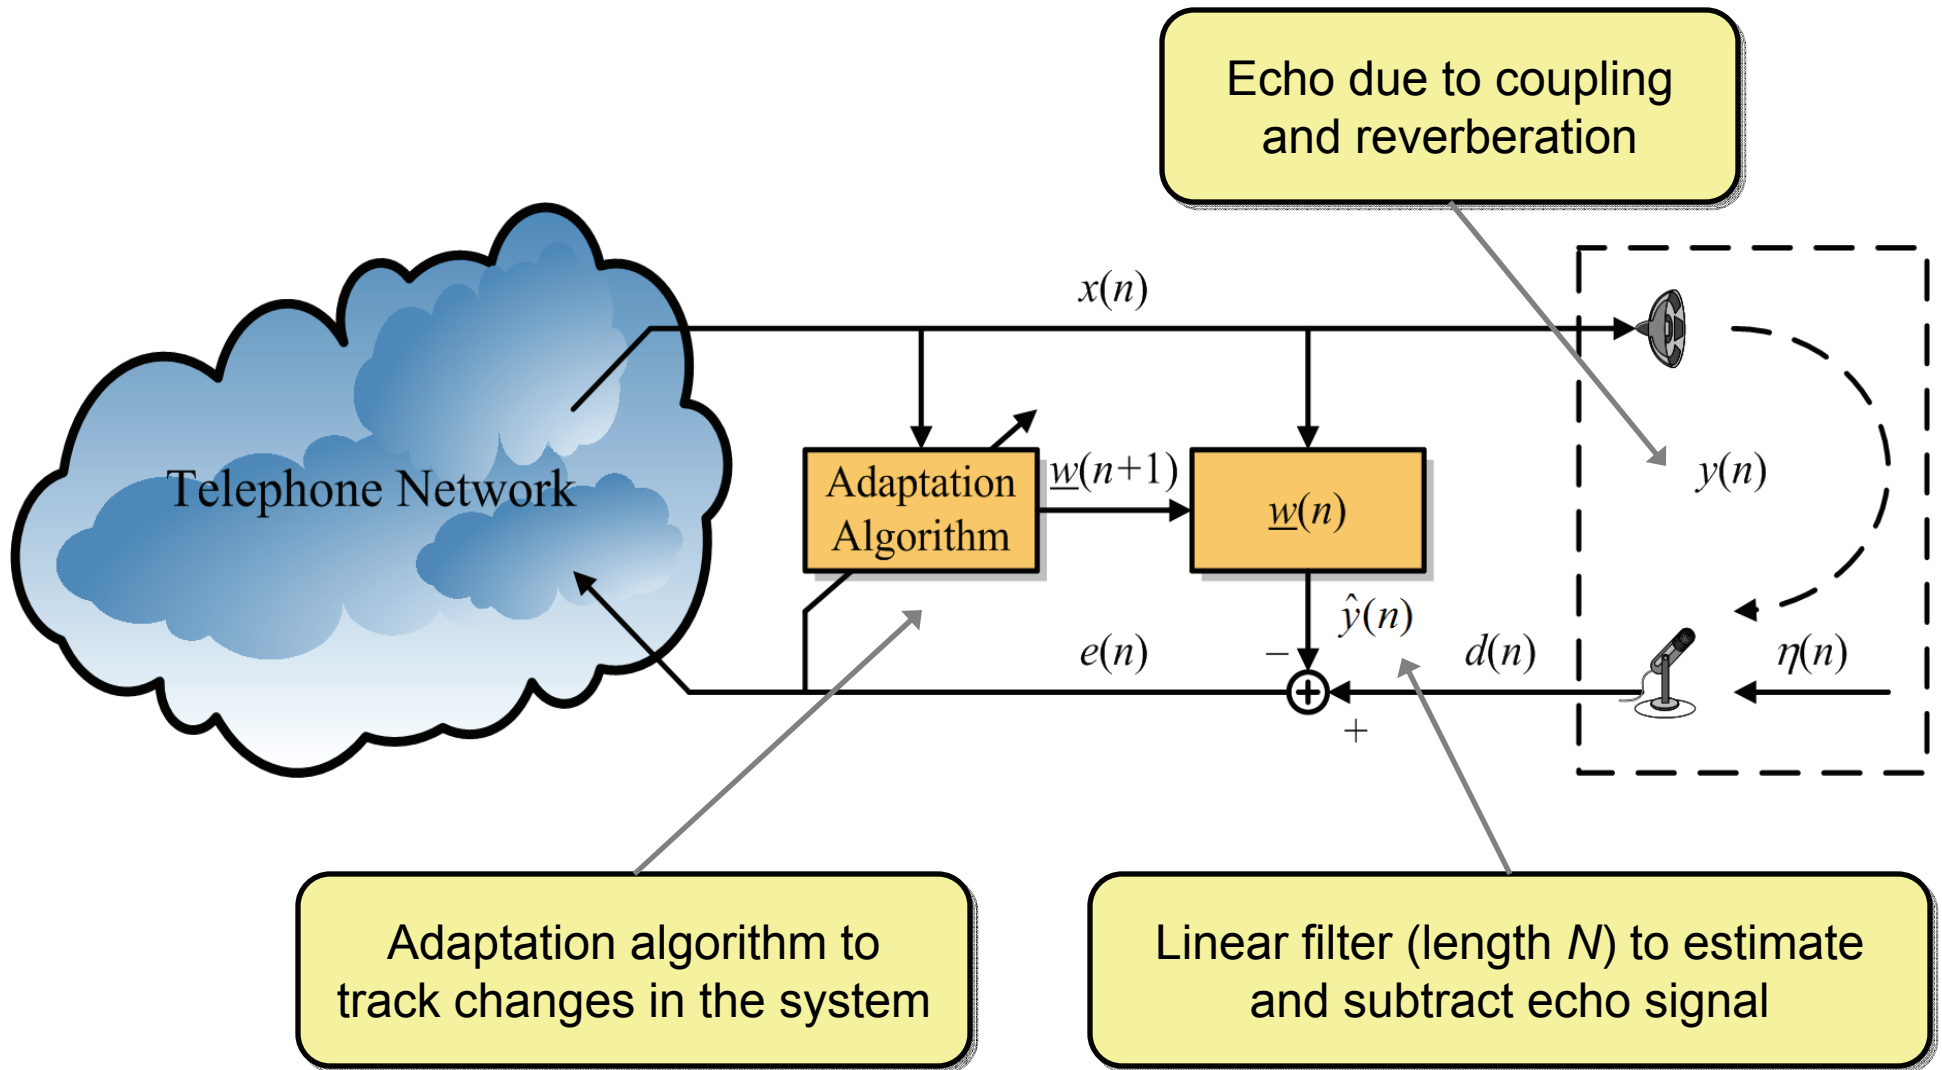 Echo due to coupling
and reverberation
x(n)
Telephone Network
Adaptation
Algorithm
w(n+1)
w(n)
y(n)
ŷ(n)
e(n)
−
d(n)
η(n)
+
+
Adaptation algorithm to
track changes in the system
Linear filter (length N) to estimate
and subtract echo signal